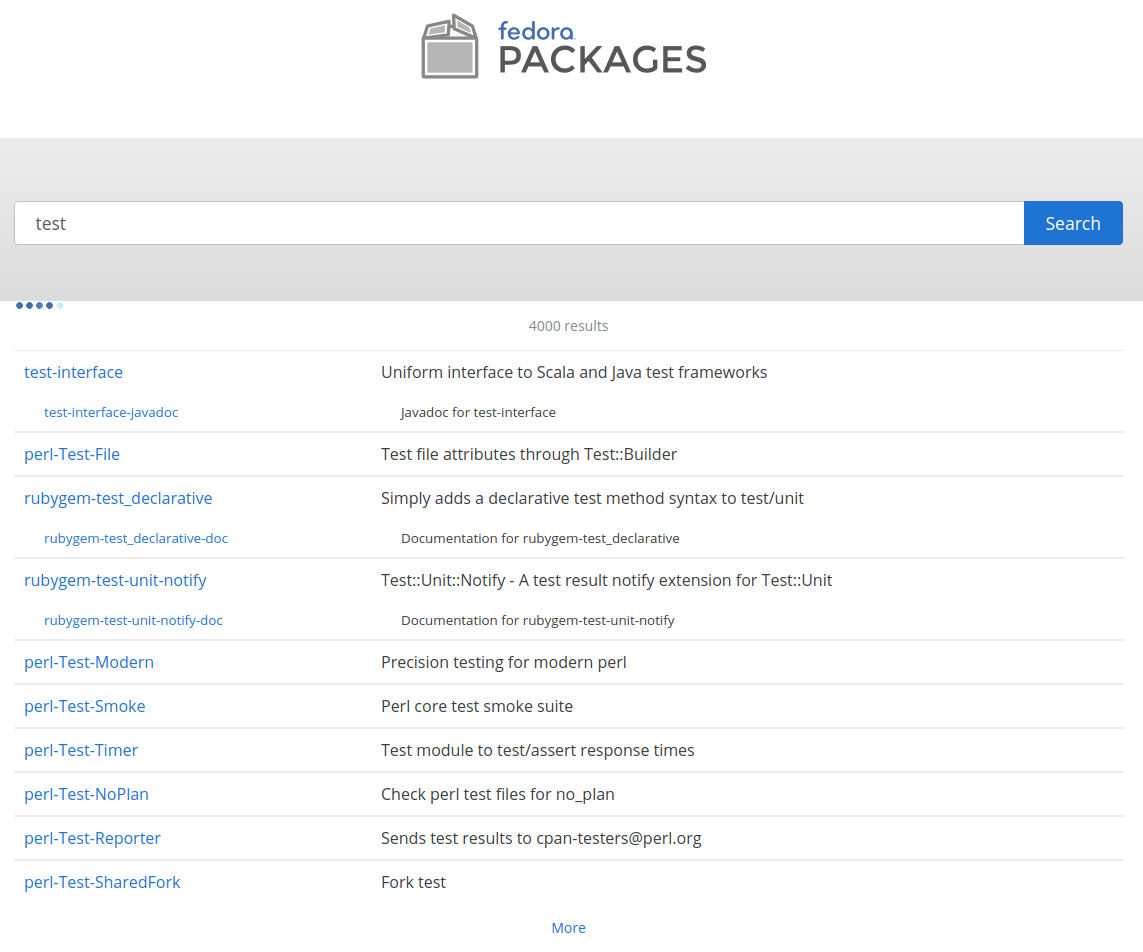 fedora
PACKAGES
test
Search
4000 results
test-interface Uniform interface to Scala and Java test frameworks
test-interface-javadoc Javadoc for test-interface
perl-Test-File Test file attributes through Test::Builder
rubygem-test_declarative Simply adds a declarative test method syntax to test/unit
rubygem-test_declarative-doc Documentation for rubygem-test_declarative
rubygem-test-unit-notify Test::Unit::Notify - A test result notify extension for Test::Unit
rubygem-test-unit-notify-doc Documentation for rubygem-test-unit-notify
perl-Test-Modern Precision testing for modern perl
perl-Test-Smoke Perl core test smoke suite
perl-Test-Timer Test module to test/assert response times
perl-Test-NoPlan Check perl test files for no_plan
perl-Test-Reporter Sends test results to cpan-testers@perl.org
perl-Test-SharedFork Fork test
More